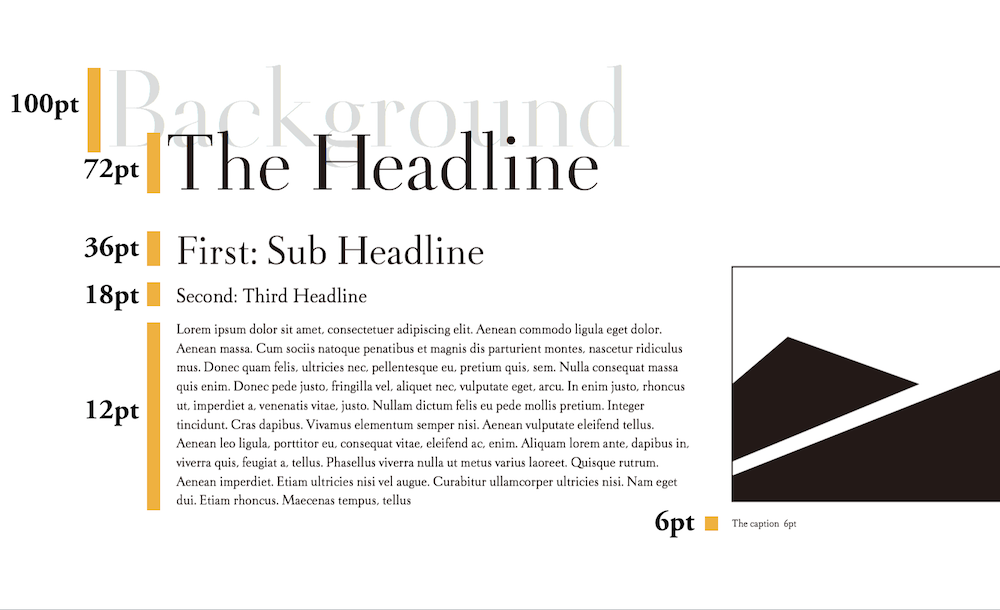 Background
100pt
The Headline
72pt
36pt
First: Sub Headline
18pt
Second: Third Headline
12pt
Lorem ipsum dolor sit amet, consectetuer adipiscing elit. Aenean commodo ligula eget dolor.
Aenean massa. Cum sociis natoque penatibus et magnis dis parturient montes, nascetur ridiculus
mus. Donec quam felis, ultricies nec, pellentesque eu, pretium quis, sem. Nulla consequat massa
quis enim. Donec pede justo, fringilla vel, aliquet nec, vulputate eget, arcu. In enim justo, rhoncus
ut, imperdiet a, venenatis vitae, justo. Nullam dictum felis eu pede mollis pretium. Integer
tincidunt. Cras dapibus. Vivamus elementum semper nisi. Aenean vulputate eleifend tellus.
Aenean leo ligula, porttitor eu, consequat vitae, eleifend ac, enim. Aliquam lorem ante, dapibus in,
viverra quis, feugiat a, tellus. Phasellus viverra nulla ut metus varius laoreet. Quisque rutrum.
Aenean imperdiet. Etiam ultricies nisi vel augue. Curabitur ullamcorper ultricies nisi. Nam eget
dui. Etiam rhoncus. Maecenas tempus, tellus
6pt
The caption 6pt